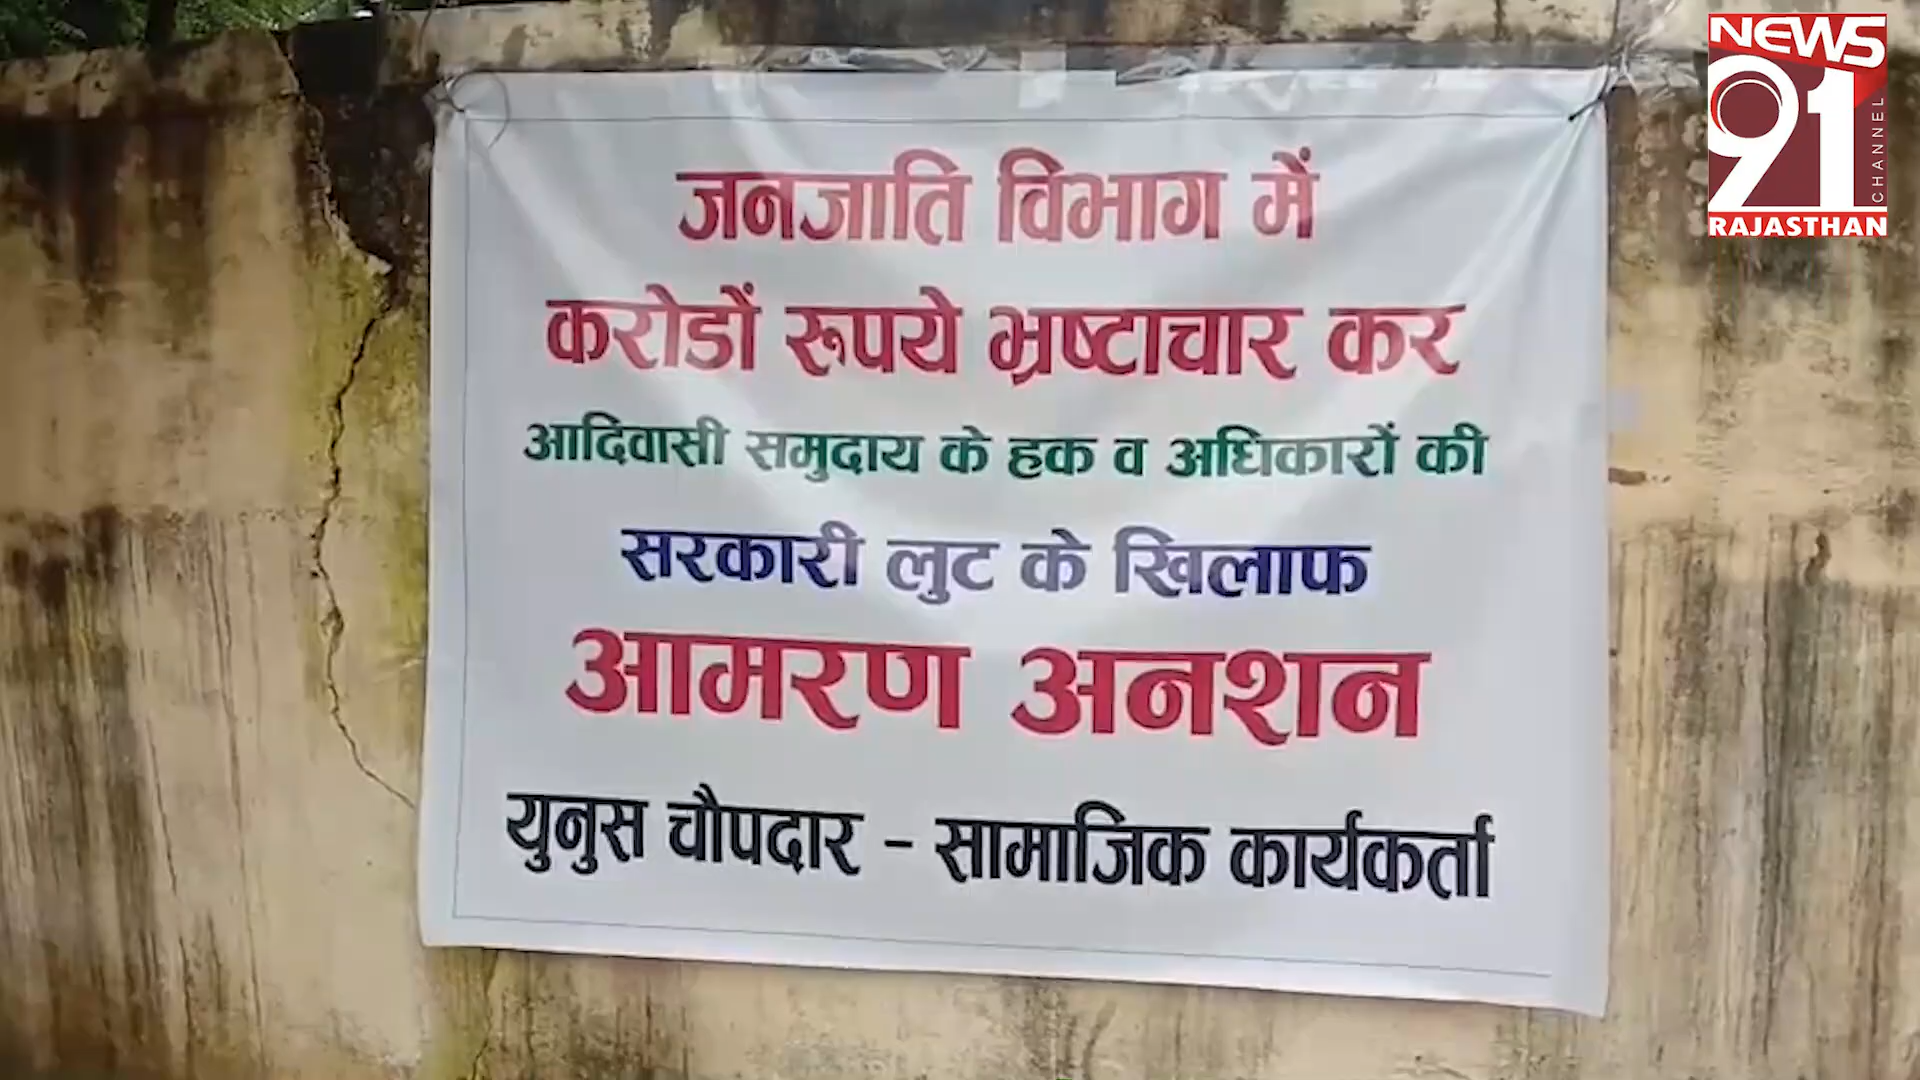 NEWS
91
CHANNEL
RAJASTHAN
जनजाति विभाग में
करोडों रूपये भ्रष्टाचार कर
आदिवासी समुदाय के हक व अधिकारों की
सरकारी लुट के खिलाफ
आमरण अनशन
युनुस चौपदार - सामाजिक कार्यकर्ता